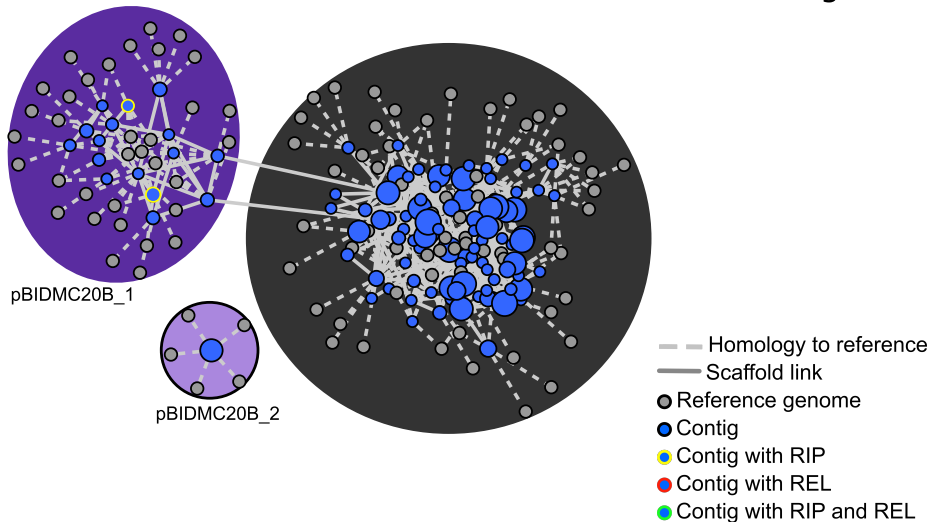 pBIDMC20B_1
pBIDMC20B_2
Homology to reference
Scaffold link
Reference genome
Contig
Contig with RIP
Contig with REL
Contig with RIP and REL